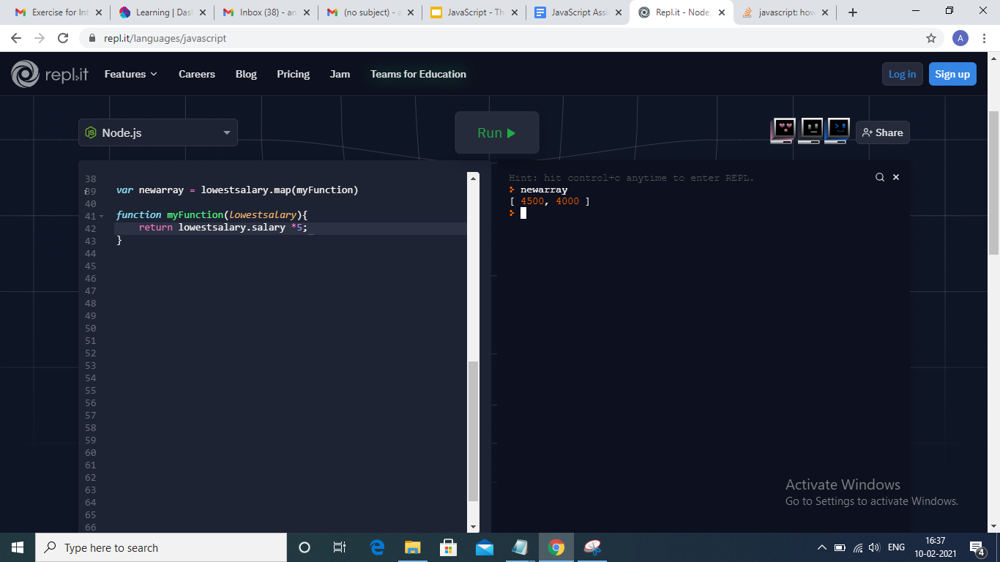 Exercise for Int
Learning | Das
Inbox (38) - an
(no subject) - a
JavaScript - Th
JavaScript Assi
Repl.it - Node.
javascript: how
repl.it/languages/javascript
A
repl.it
Features
Careers
Blog
Pricing
Jam
Teams for Education
Log in
Sign up
Node.js
Run
Share
38
39 var newarray = lowestsalary.map(myFunction)
40
41 function myFunction(lowestsalary){
42 return lowestsalary.salary *5;
43 }
44
45
46
47
48
49
50
51
52
53
54
55
56
57
58
59
60
61
62
63
64
65
66
Hint: hit control+c anytime to enter REPL.
newarray
[ 4500, 4000 ]
Activate Windows
Go to Settings to activate Windows.
Type here to search
ENG
16:37
10-02-2021
4